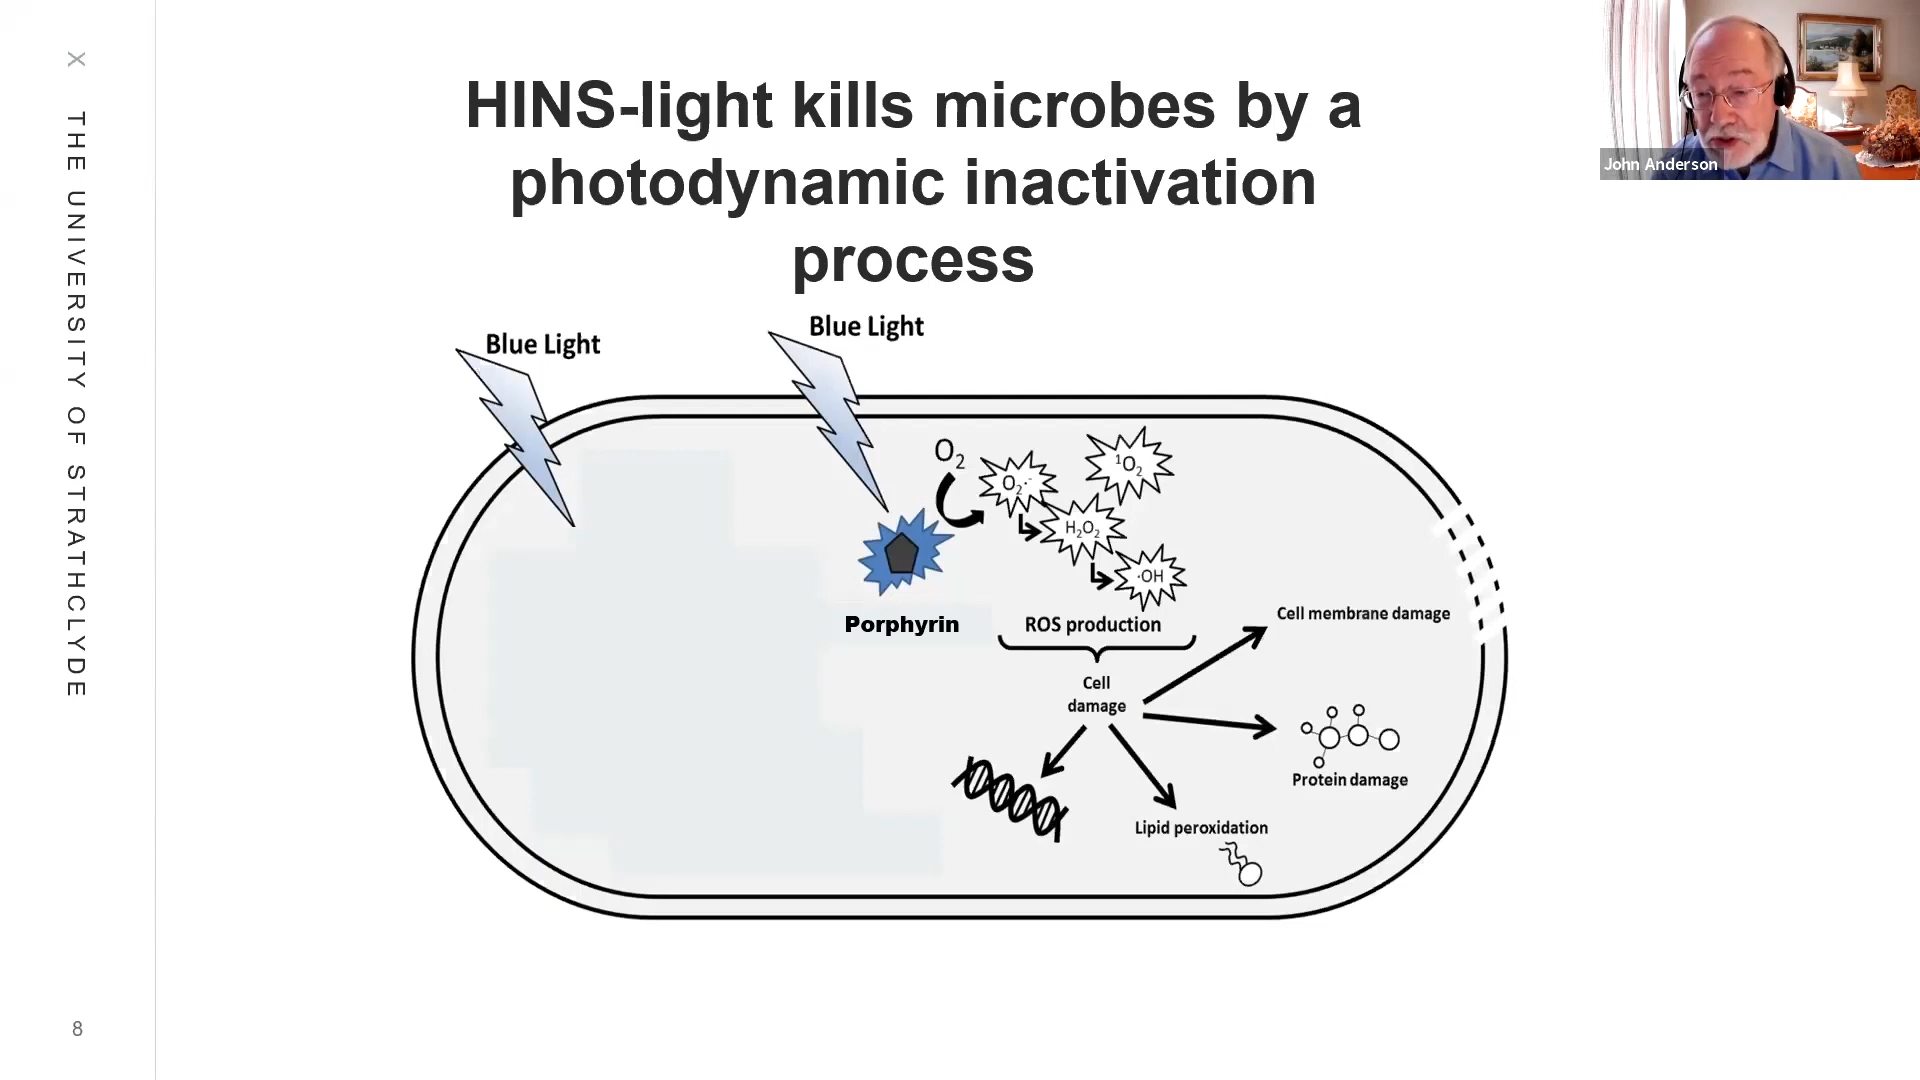 X
THE UNIVERSITY OF STRATHCLYDE
8
HINS-light kills microbes by a
photodynamic inactivation
process
John Anderson
Blue Light
Blue Light
O₂
O₂·⁻
¹O₂
H₂O₂
·OH
Porphyrin
ROS production
Cell
damage
Cell membrane damage
Protein damage
Lipid peroxidation